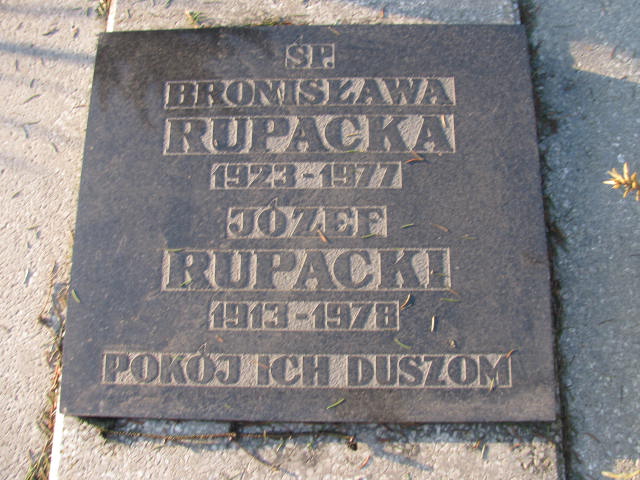 ŚP.
BRONISŁAWA
RUPACKA
1923-1977
JÓZEF
RUPACKI
1913-1978
POKÓJ ICH DUSZOM